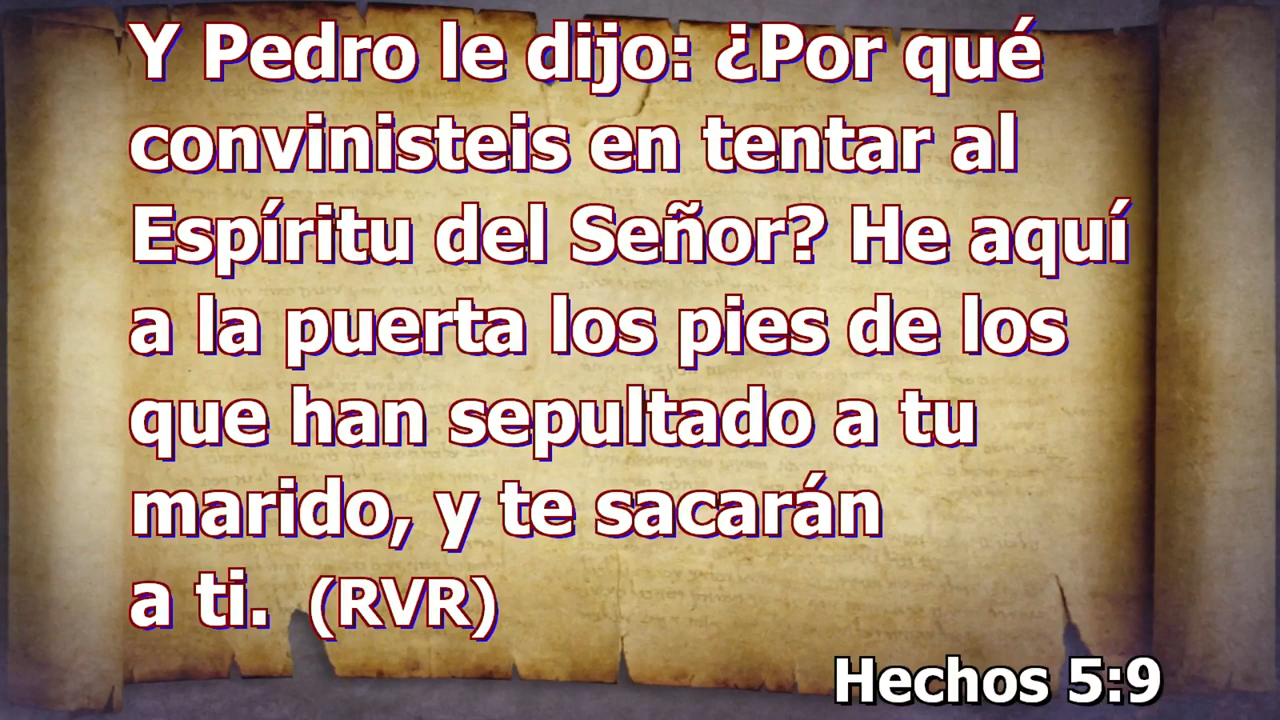 Y Pedro le dijo: ¿Por qué
convinisteis en tentar al
Espíritu del Señor? He aquí
a la puerta los pies de los
que han sepultado a tu
marido, y te sacarán
a ti. (RVR)
Hechos 5:9